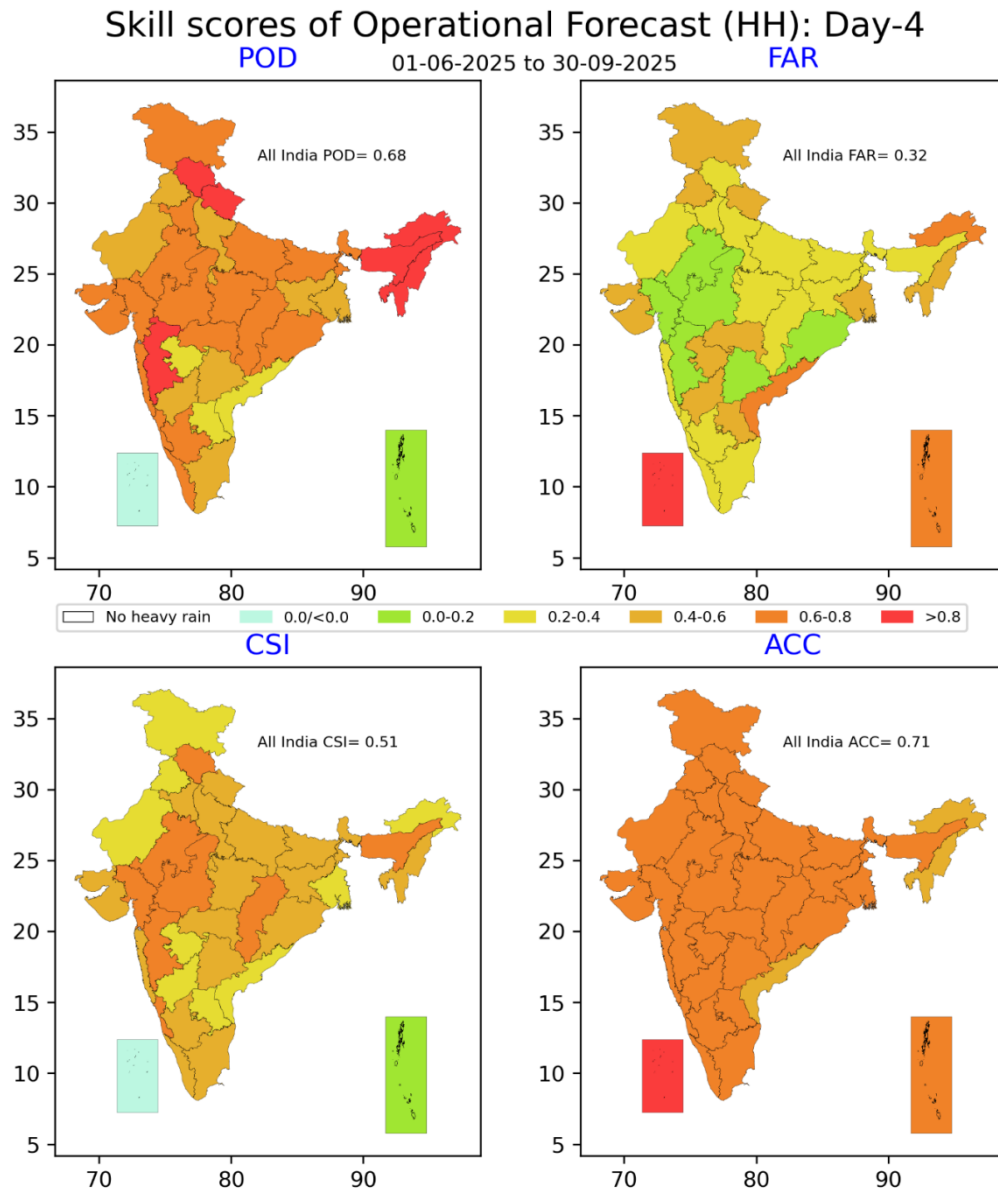 Skill scores of Operational Forecast (HH): Day-4
POD 01-06-2025 to 30-09-2025 FAR
All India POD= 0.68
35
30
25
20
15
10
5
70 80 90
All India FAR= 0.32
35
30
25
20
15
10
5
70 80 90
No heavy rain 0.0/<0.0 0.0-0.2 0.2-0.4 0.4-0.6 0.6-0.8 >0.8
CSI ACC
All India CSI= 0.51
35
30
25
20
15
10
5
70 80 90
All India ACC= 0.71
35
30
25
20
15
10
5
70 80 90